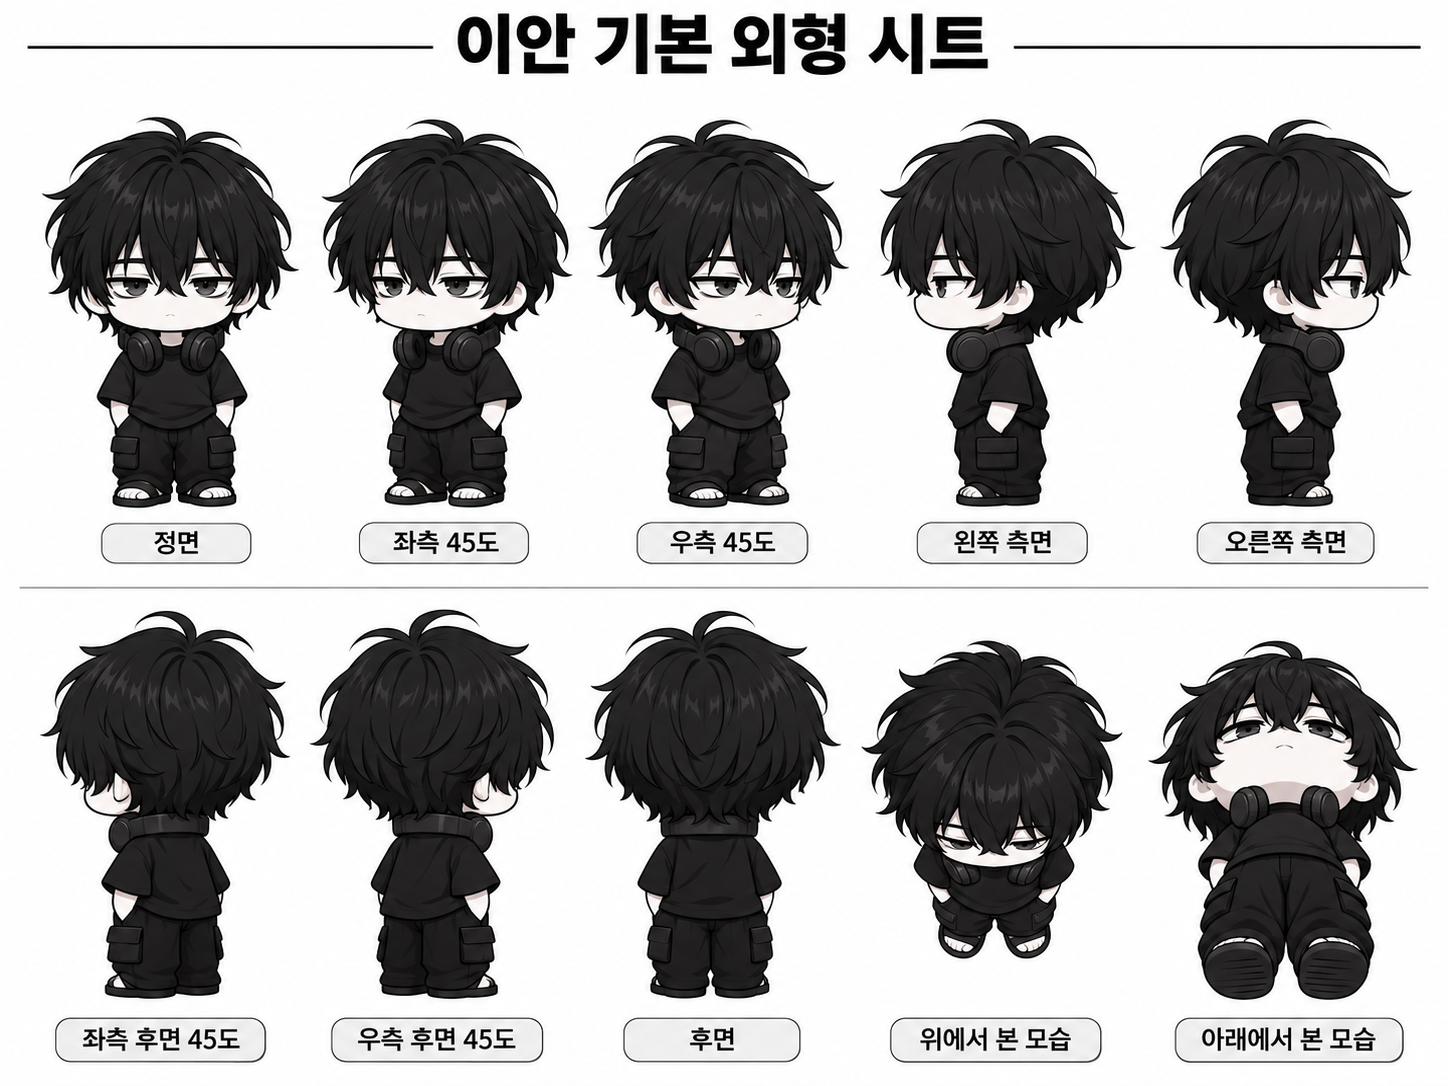 이안 기본 외형 시트
정면
좌측 45도
우측 45도
왼쪽 측면
오른쪽 측면
좌측 후면 45도
우측 후면 45도
후면
위에서 본 모습
아래에서 본 모습